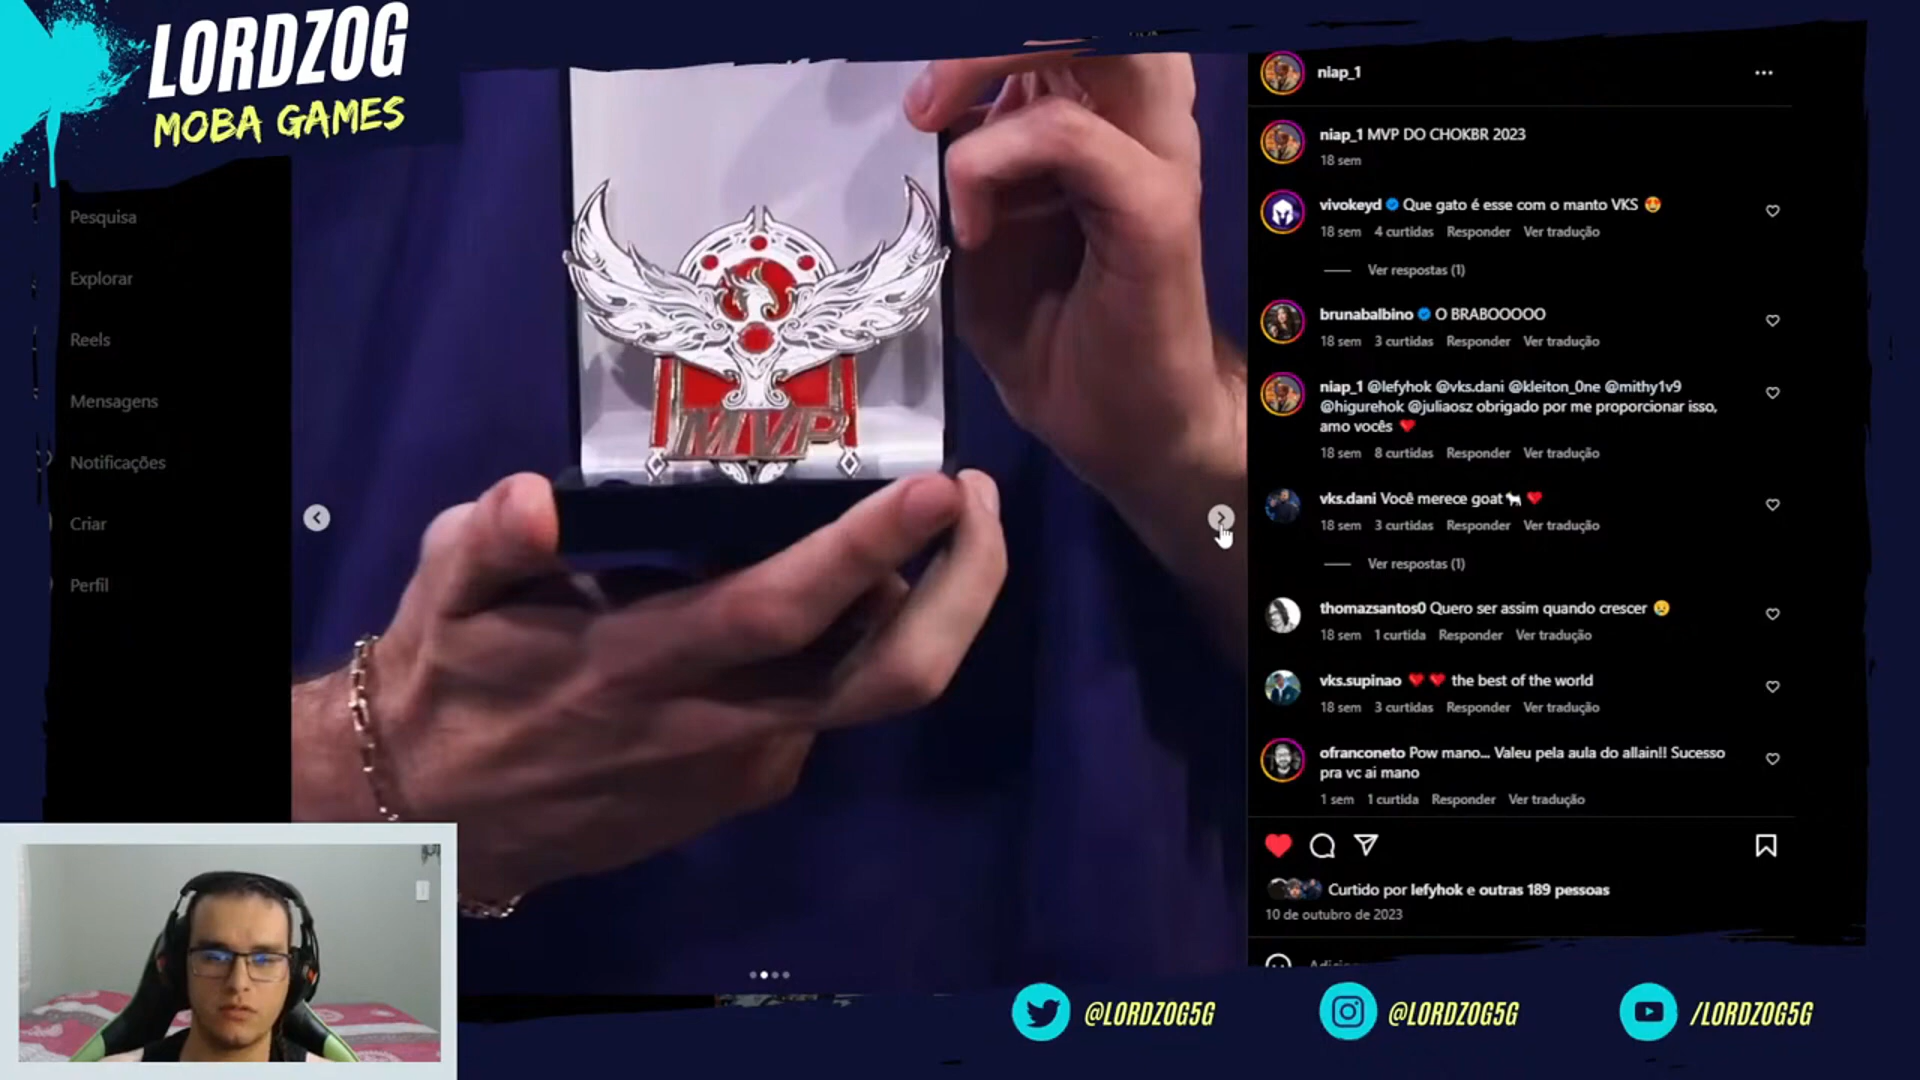 LORDZOG
MOBA GAMES
Pesquisa
Explorar
Reels
Mensagens
Notificações
Criar
Perfil
MVP
niap_1
niap_1 MVP DO CHOKBR 2023
18 sem
vivokeyd Que gato é esse com o manto VKS 😍
18 sem 4 curtidas Responder Ver tradução
Ver respostas (1)
brunabalbino O BRABOOOOO
18 sem 3 curtidas Responder Ver tradução
niap_1 @lefyhok @vks.dani @kleiton_0ne @mithy1v9
@higurehok @juliaosz obrigado por me proporcionar isso,
amo vocês ❤️
18 sem 8 curtidas Responder Ver tradução
vks.dani Você merece goat🐐 ❤️
18 sem 3 curtidas Responder Ver tradução
Ver respostas (1)
thomazsantos0 Quero ser assim quando crescer 😢
18 sem 1 curtida Responder Ver tradução
vks.supinao ❤️ ❤️ the best of the world
18 sem 3 curtidas Responder Ver tradução
ofranconeto Pow mano... Valeu pela aula do allain!! Sucesso
pra vc ai mano
1 sem 1 curtida Responder Ver tradução
Curtido por lefyhok e outras 189 pessoas
10 de outubro de 2023
@LORDZOG5G
@LORDZOG5G
/LORDZOG5G